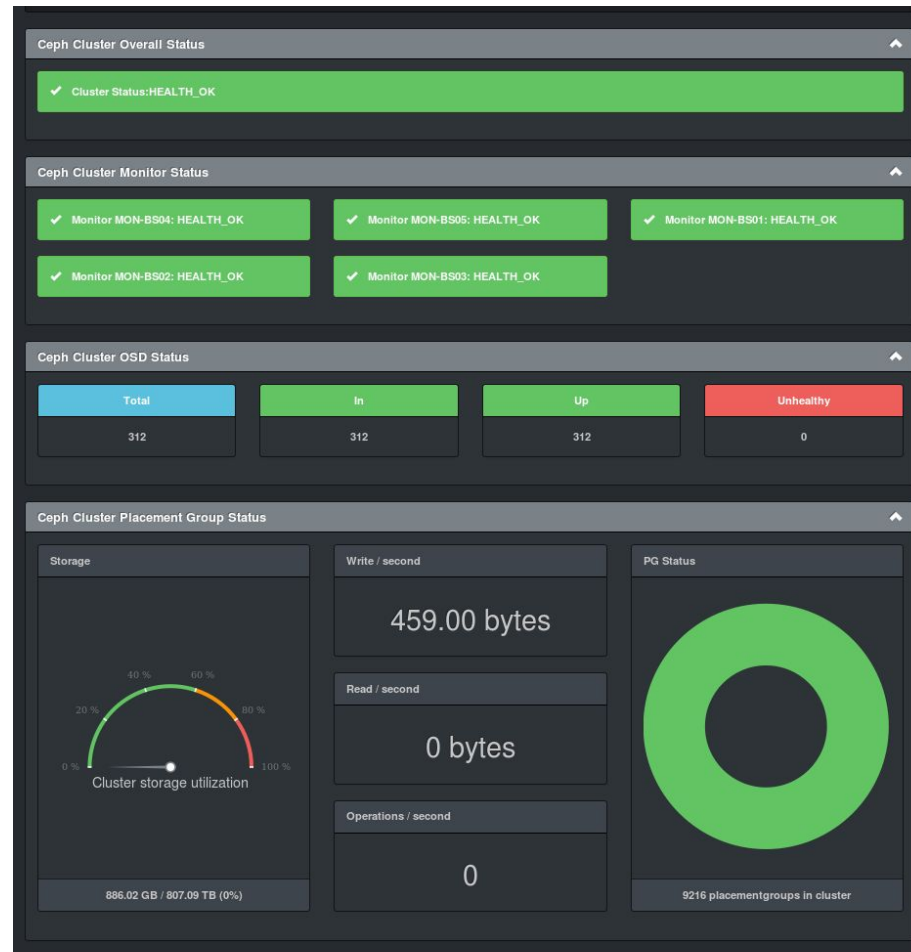 Ceph Cluster Overall Status
Cluster Status:HEALTH_OK
Ceph Cluster Monitor Status
Monitor MON-BS04: HEALTH_OK
Monitor MON-BS05: HEALTH_OK
Monitor MON-BS01: HEALTH_OK
Monitor MON-BS02: HEALTH_OK
Monitor MON-BS03: HEALTH_OK
Ceph Cluster OSD Status
Total
In
Up
Unhealthy
312
312
312
0
Ceph Cluster Placement Group Status
Storage
0 %
20 %
40 %
60 %
80 %
100 %
Cluster storage utilization
886.02 GB / 807.09 TB (0%)
Write / second
459.00 bytes
Read / second
0 bytes
Operations / second
0
PG Status
9216 placementgroups in cluster